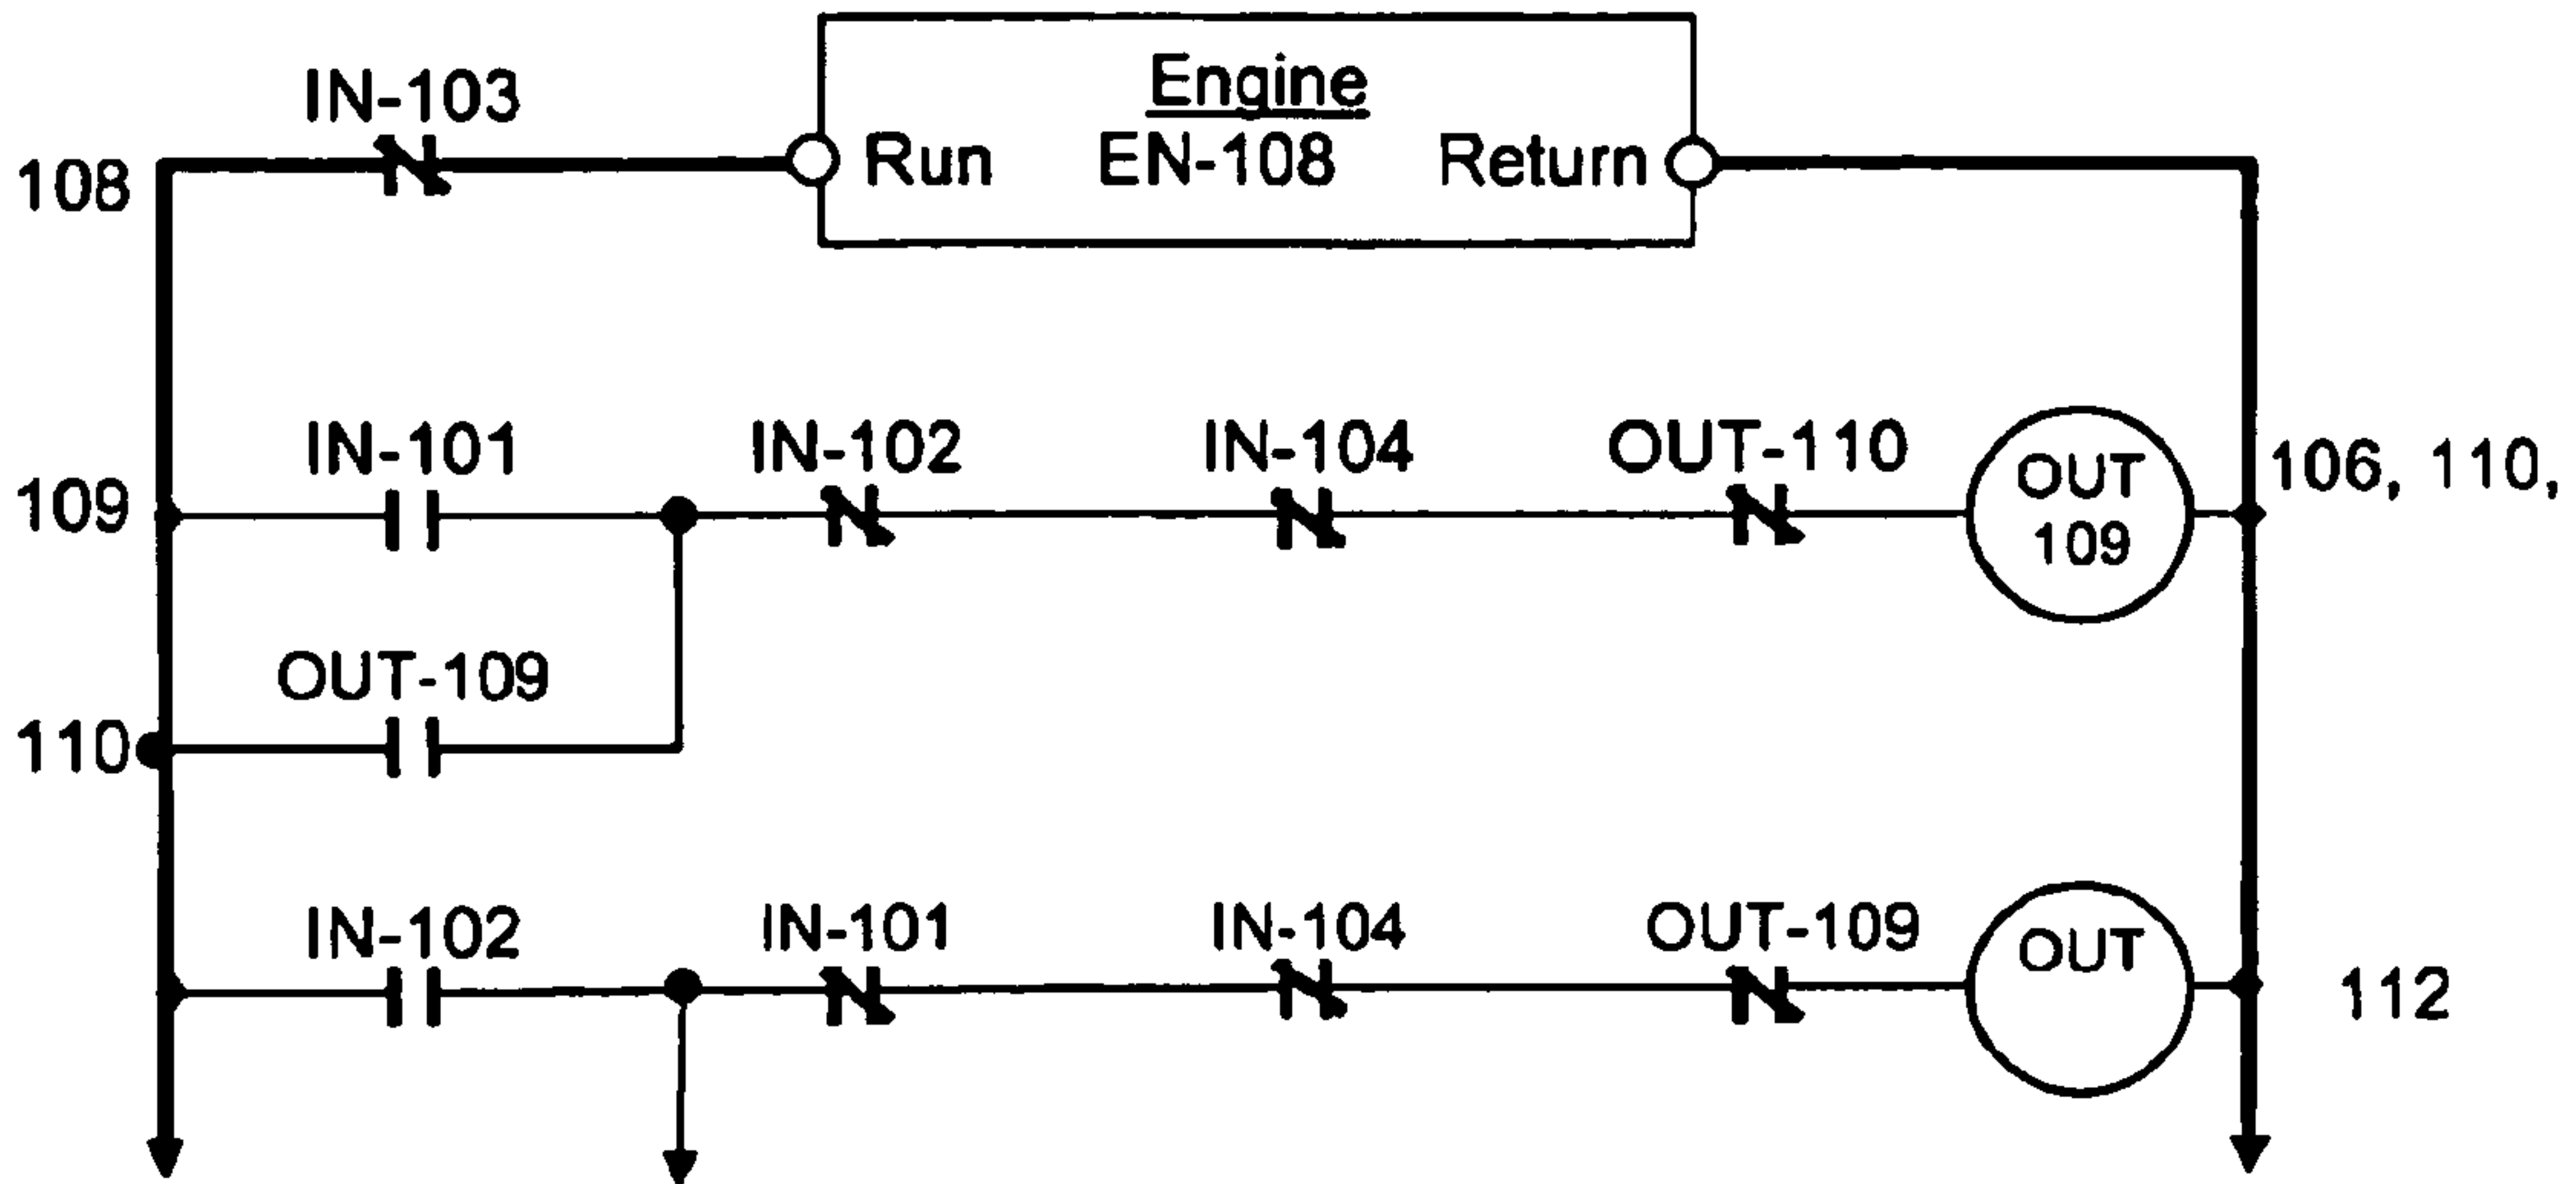 Engine
IN-103
108
Run EN-108 Return
IN-101 IN-102 IN-104 OUT-110
OUT
109
106, 110,
109
OUT-109
110
IN-102 IN-101 IN-104 OUT-109
OUT
112